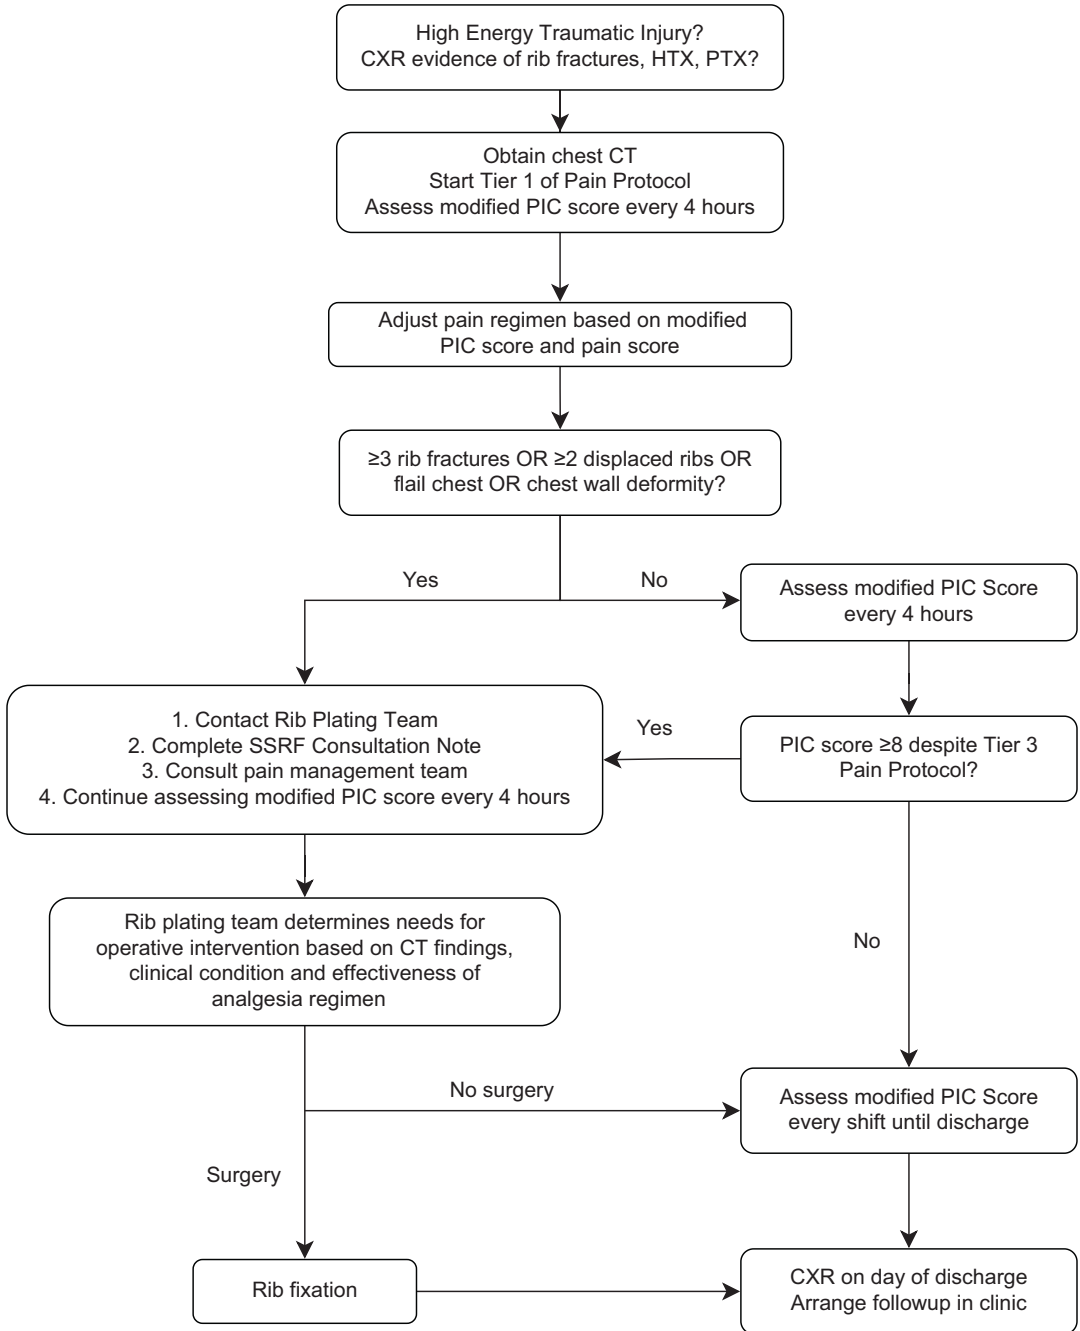 High Energy Traumatic Injury?
CXR evidence of rib fractures, HTX, PTX?
Obtain chest CT
Start Tier 1 of Pain Protocol
Assess modified PIC score every 4 hours
Adjust pain regimen based on modified
PIC score and pain score
≥3 rib fractures OR ≥2 displaced ribs OR
flail chest OR chest wall deformity?
Yes
No
Assess modified PIC Score
every 4 hours
1. Contact Rib Plating Team
2. Complete SSRF Consultation Note
3. Consult pain management team
4. Continue assessing modified PIC score every 4 hours
Yes
PIC score ≥8 despite Tier 3
Pain Protocol?
Rib plating team determines needs for
operative intervention based on CT findings,
clinical condition and effectiveness of
analgesia regimen
No
No surgery
Assess modified PIC Score
every shift until discharge
Surgery
Rib fixation
CXR on day of discharge
Arrange followup in clinic